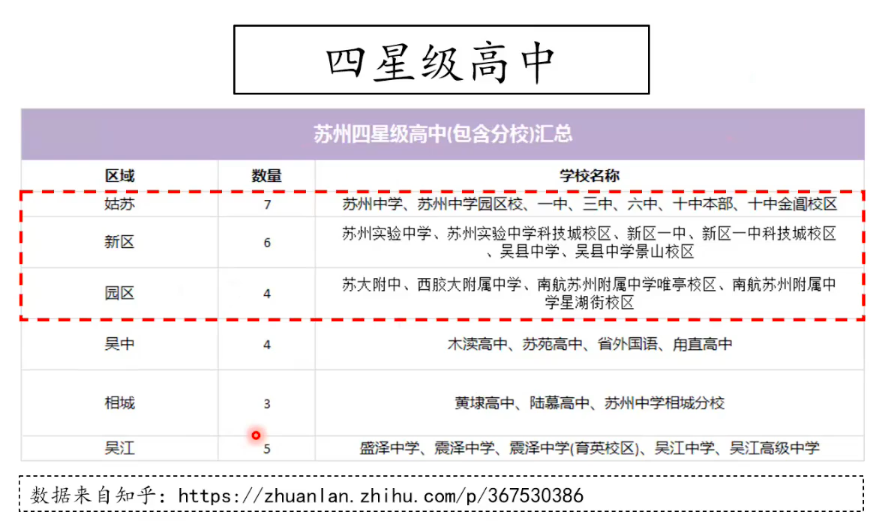 四星级高中
苏州四星级高中(包含分校)汇总
区域 数量 学校名称
姑苏 7 苏州中学、苏州中学园区校、一中、三中、六中、十中本部、十中金阊校区
新区 6 苏州实验中学、苏州实验中学科技城校区、新区一中、新区一中科技城校区
、吴县中学、吴县中学景山校区
园区 4 苏大附中、西胶大附属中学、南航苏州附属中学唯亭校区、南航苏州附属中
学星湖街校区
吴中 4 木渎高中、苏苑高中、省外国语、甪直高中
相城 3 黄埭高中、陆慕高中、苏州中学相城分校
吴江 5 盛泽中学、震泽中学、震泽中学(育英校区)、吴江中学、吴江高级中学
数据来自知乎：https://zhuanlan.zhihu.com/p/367530386